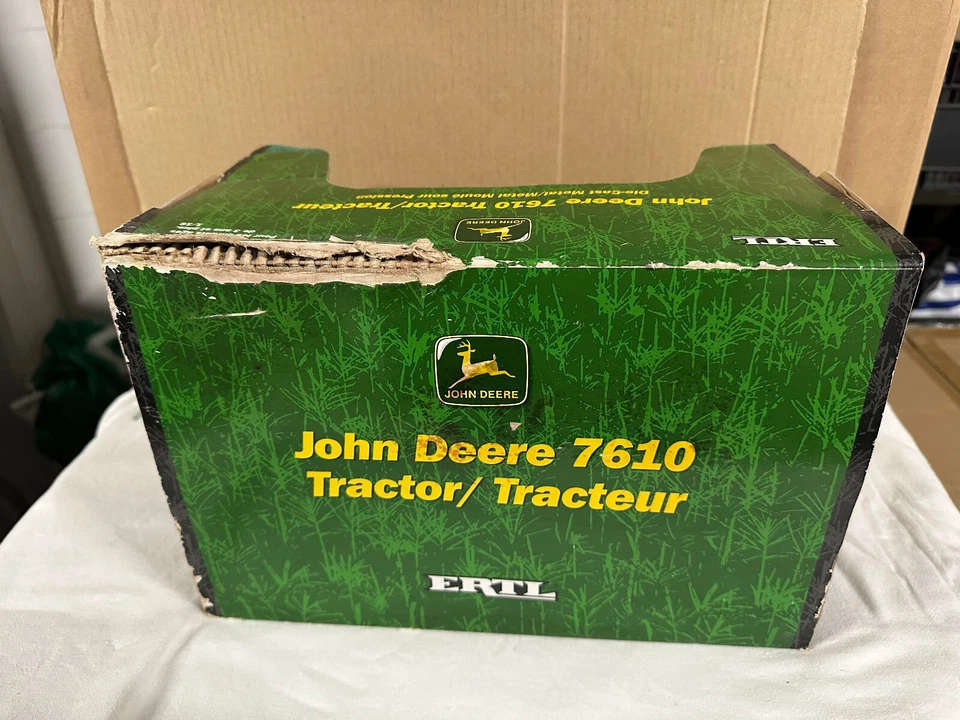 John Deere 7610 Tractor/Tracteur
Die-Cast Metal/Metal Moulé sous Pression
JOHN DEERE
ERTL
JOHN DEERE
John Deere 7610
Tractor/ Tracteur
ERTL